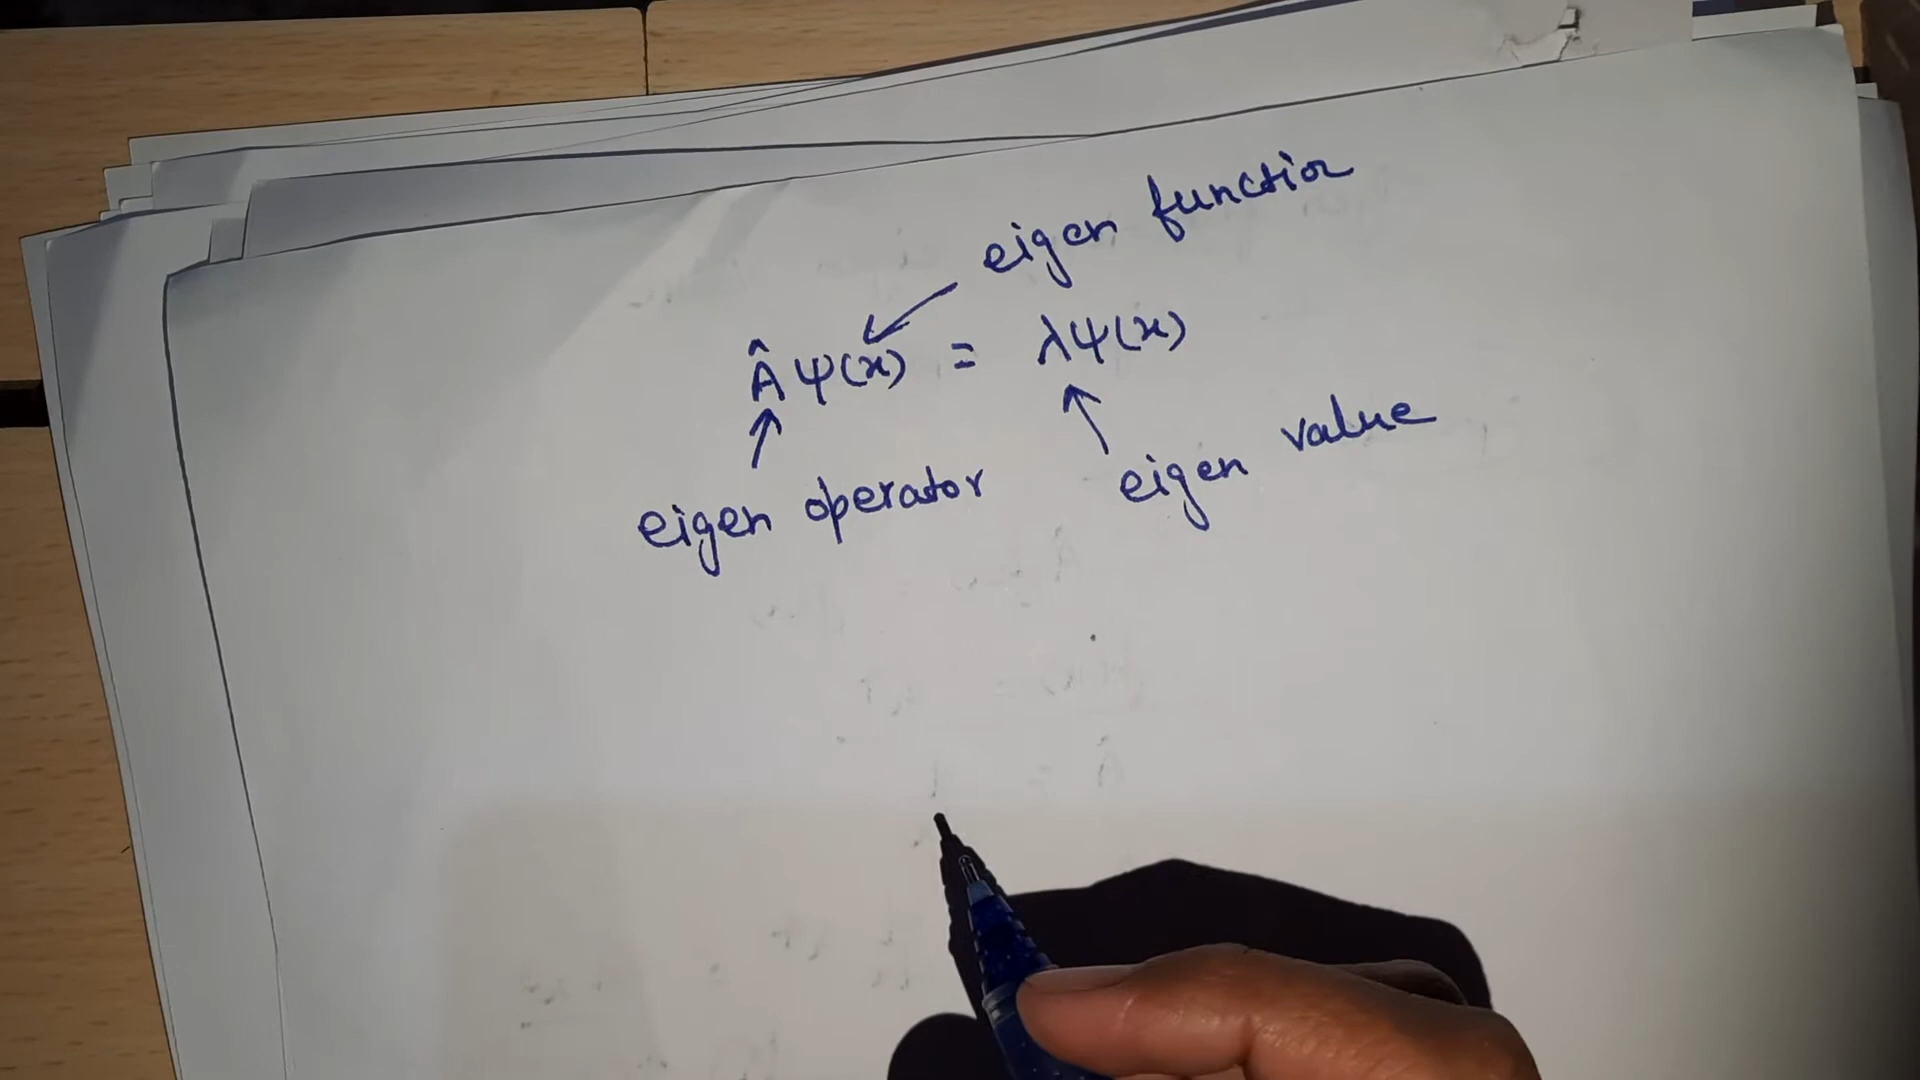 eigen function
Âψ(x) = λψ(x)
eigen operator
eigen value